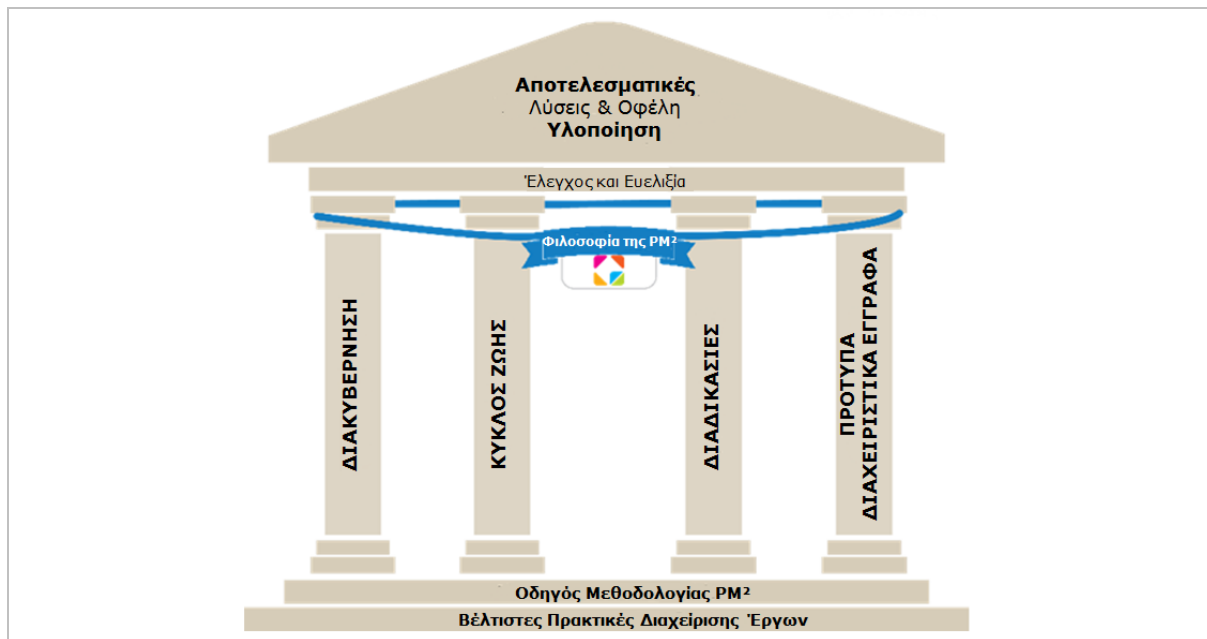 Αποτελεσματικές
Λύσεις & Οφέλη
Υλοποίηση
Έλεγχος και Ευελιξία
Φιλοσοφία της PM²
ΔΙΑΚΥΒΕΡΝΗΣΗ
ΚΥΚΛΟΣ ΖΩΗΣ
ΔΙΑΔΙΚΑΣΙΕΣ
ΠΡΟΤΥΠΑ
ΔΙΑΧΕΙΡΙΣΤΙΚΑ ΕΓΓΡΑΦΑ
Οδηγός Μεθοδολογίας PM²
Βέλτιστες Πρακτικές Διαχείρισης Έργων